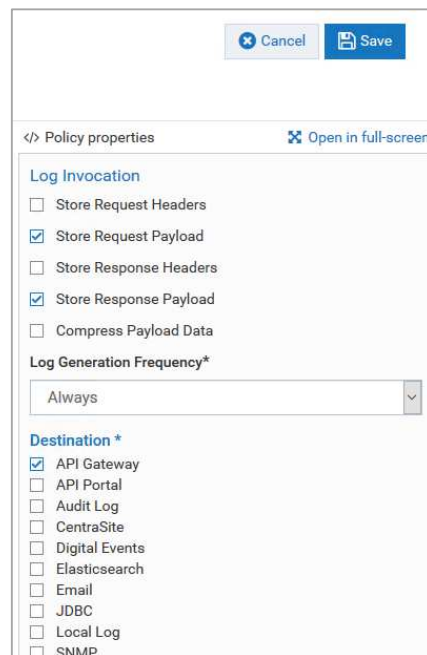 Cancel Save
</> Policy properties Open in full-screen
Log Invocation
Store Request Headers
Store Request Payload
Store Response Headers
Store Response Payload
Compress Payload Data
Log Generation Frequency*
Always
Destination *
API Gateway
API Portal
Audit Log
CentraSite
Digital Events
Elasticsearch
Email
JDBC
Local Log
SNMP